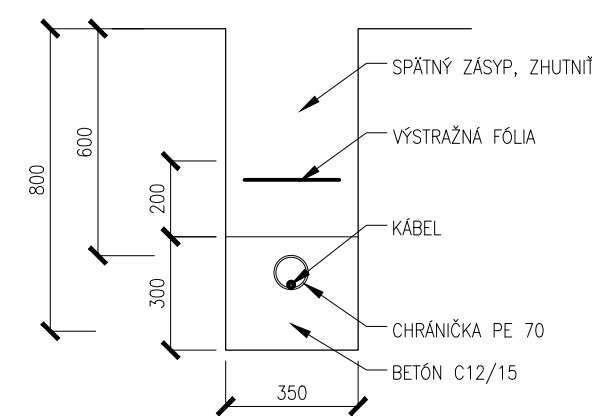 SPÄTNÝ ZÁSYP, ZHUTNIŤ
VÝSTRAŽNÁ FÓLIA
800
600
200
KÁBEL
300
CHRÁNIČKA PE 70
BETÓN C12/15
350